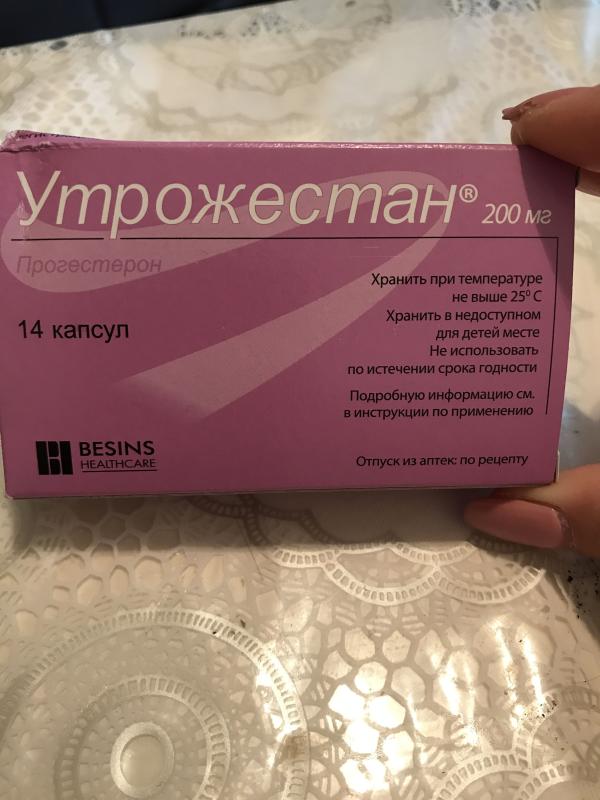 Утрожестан® 200 мг
Прогестерон
14 капсул
Хранить при температуре
не выше 25⁰ С
Хранить в недоступном
для детей месте
Не использовать
по истечении срока годности
Подробную информацию см.
в инструкции по применению
Отпуск из аптек: по рецепту
BESINS
HEALTHCARE